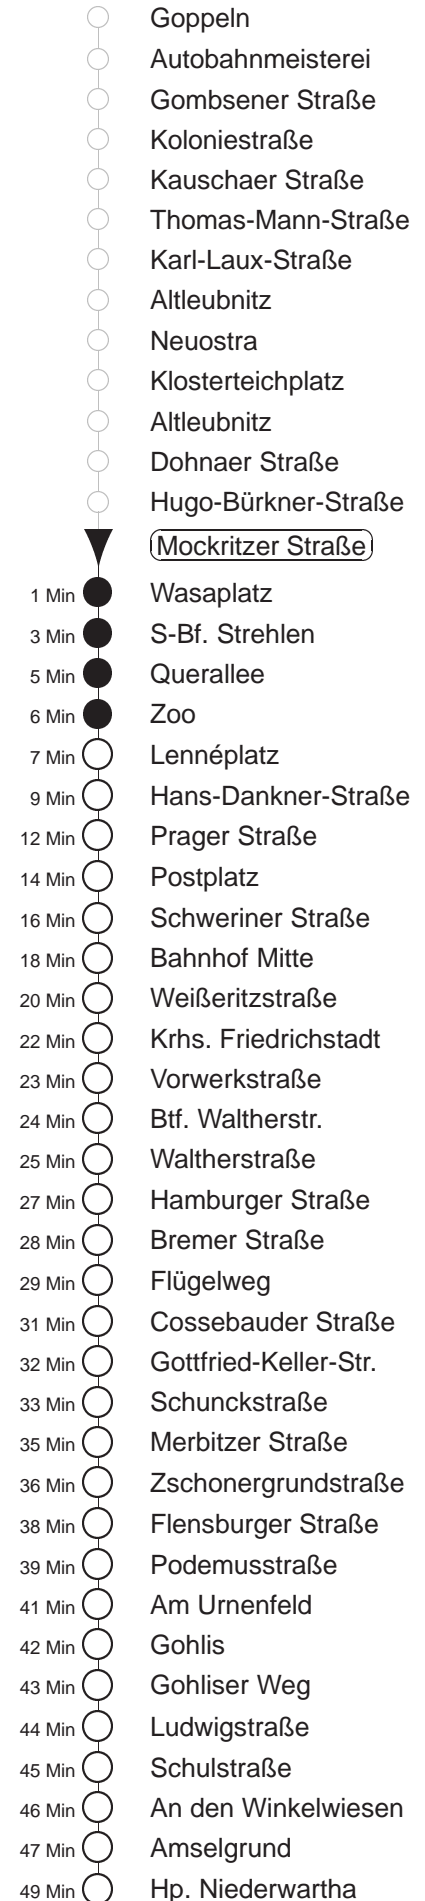 Goppeln
Autobahnmeisterei
Gombsener Straße
Koloniestraße
Kauschaer Straße
Thomas-Mann-Straße
Karl-Laux-Straße
Altleubnitz
Neuostra
Klosterteichplatz
Altleubnitz
Dohnaer Straße
Hugo-Bürkner-Straße
Mockritzer Straße
1 Min Wasaplatz
3 Min S-Bf. Strehlen
5 Min Querallee
6 Min Zoo
7 Min Lennéplatz
9 Min Hans-Dankner-Straße
12 Min Prager Straße
14 Min Postplatz
16 Min Schweriner Straße
18 Min Bahnhof Mitte
20 Min Weißeritzstraße
22 Min Krhs. Friedrichstadt
23 Min Vorwerkstraße
24 Min Btf. Waltherstr.
25 Min Waltherstraße
27 Min Hamburger Straße
28 Min Bremer Straße
29 Min Flügelweg
31 Min Cossebauder Straße
32 Min Gottfried-Keller-Str.
33 Min Schunckstraße
35 Min Merbitzer Straße
36 Min Zschonergrundstraße
38 Min Flensburger Straße
39 Min Podemusstraße
41 Min Am Urnenfeld
42 Min Gohlis
43 Min Gohliser Weg
44 Min Ludwigstraße
45 Min Schulstraße
46 Min An den Winkelwiesen
47 Min Amselgrund
49 Min Hp. Niederwartha